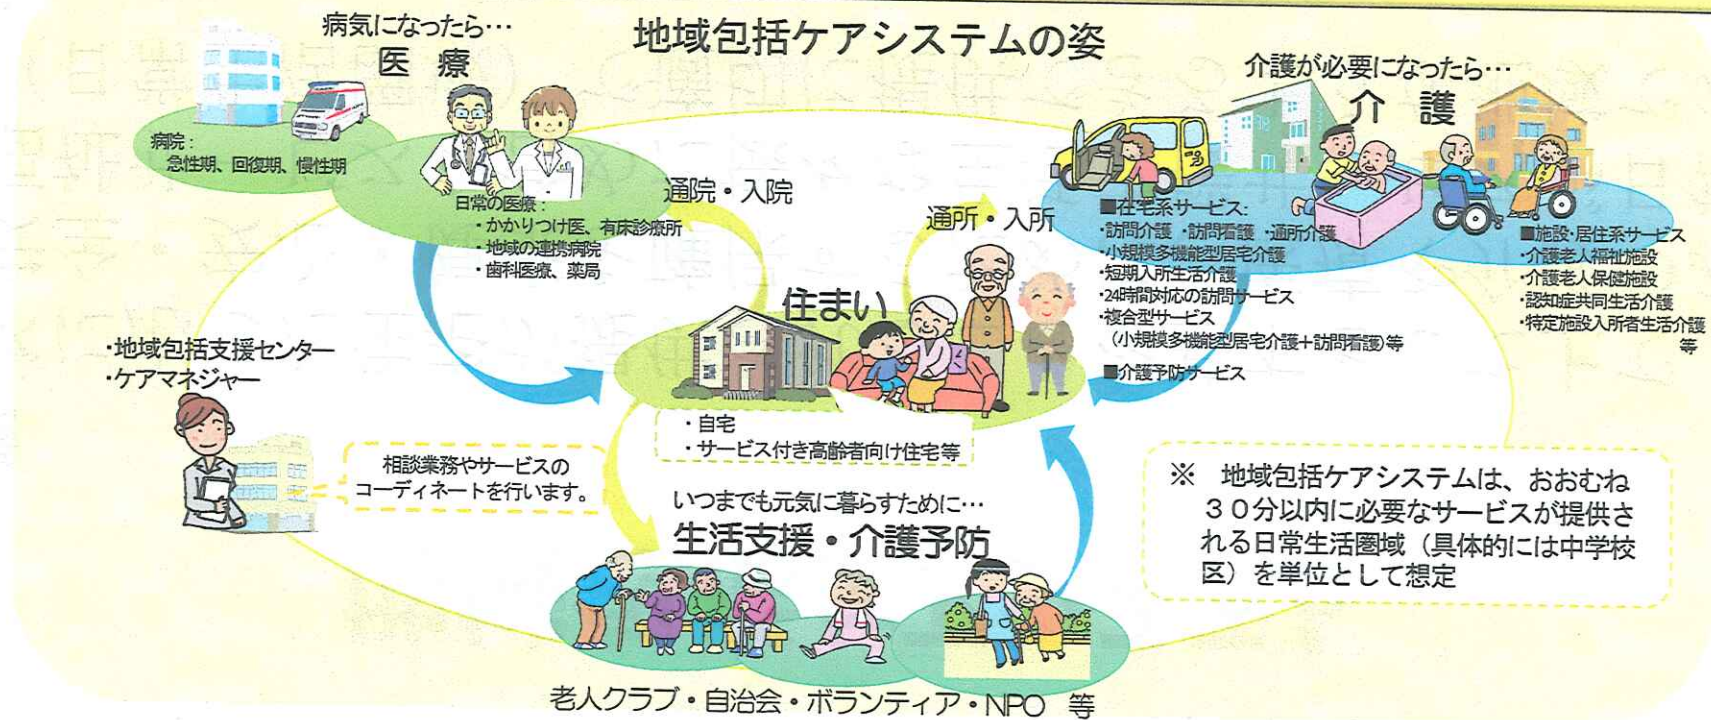 地域包括ケアシステムの姿
病気になったら…
医 療
病院：
急性期、回復期、慢性期
日常の医療：
・かかりつけ医、有床診療所
・地域の連携病院
・歯科医療、薬局
通院・入院
通所・入所
介護が必要になったら…
介 護
■在宅系サービス：
・訪問介護 ・訪問看護 ・通所介護
・小規模多機能型居宅介護
・短期入所生活介護
・24時間対応の訪問サービス
・複合型サービス
（小規模多機能型居宅介護＋訪問看護）等
■介護予防サービス
■施設・居住系サービス
・介護老人福祉施設
・介護老人保健施設
・認知症共同生活介護
・特定施設入所者生活介護
等
住まい
・自宅
・サービス付き高齢者向け住宅等
・地域包括支援センター
・ケアマネジャー
相談業務やサービスの
コーディネートを行います。
いつまでも元気に暮らすために…
生活支援・介護予防
老人クラブ・自治会・ボランティア・NPO 等
※ 地域包括ケアシステムは、おおむね
３０分以内に必要なサービスが提供さ
れる日常生活圏域（具体的には中学校
区）を単位として想定